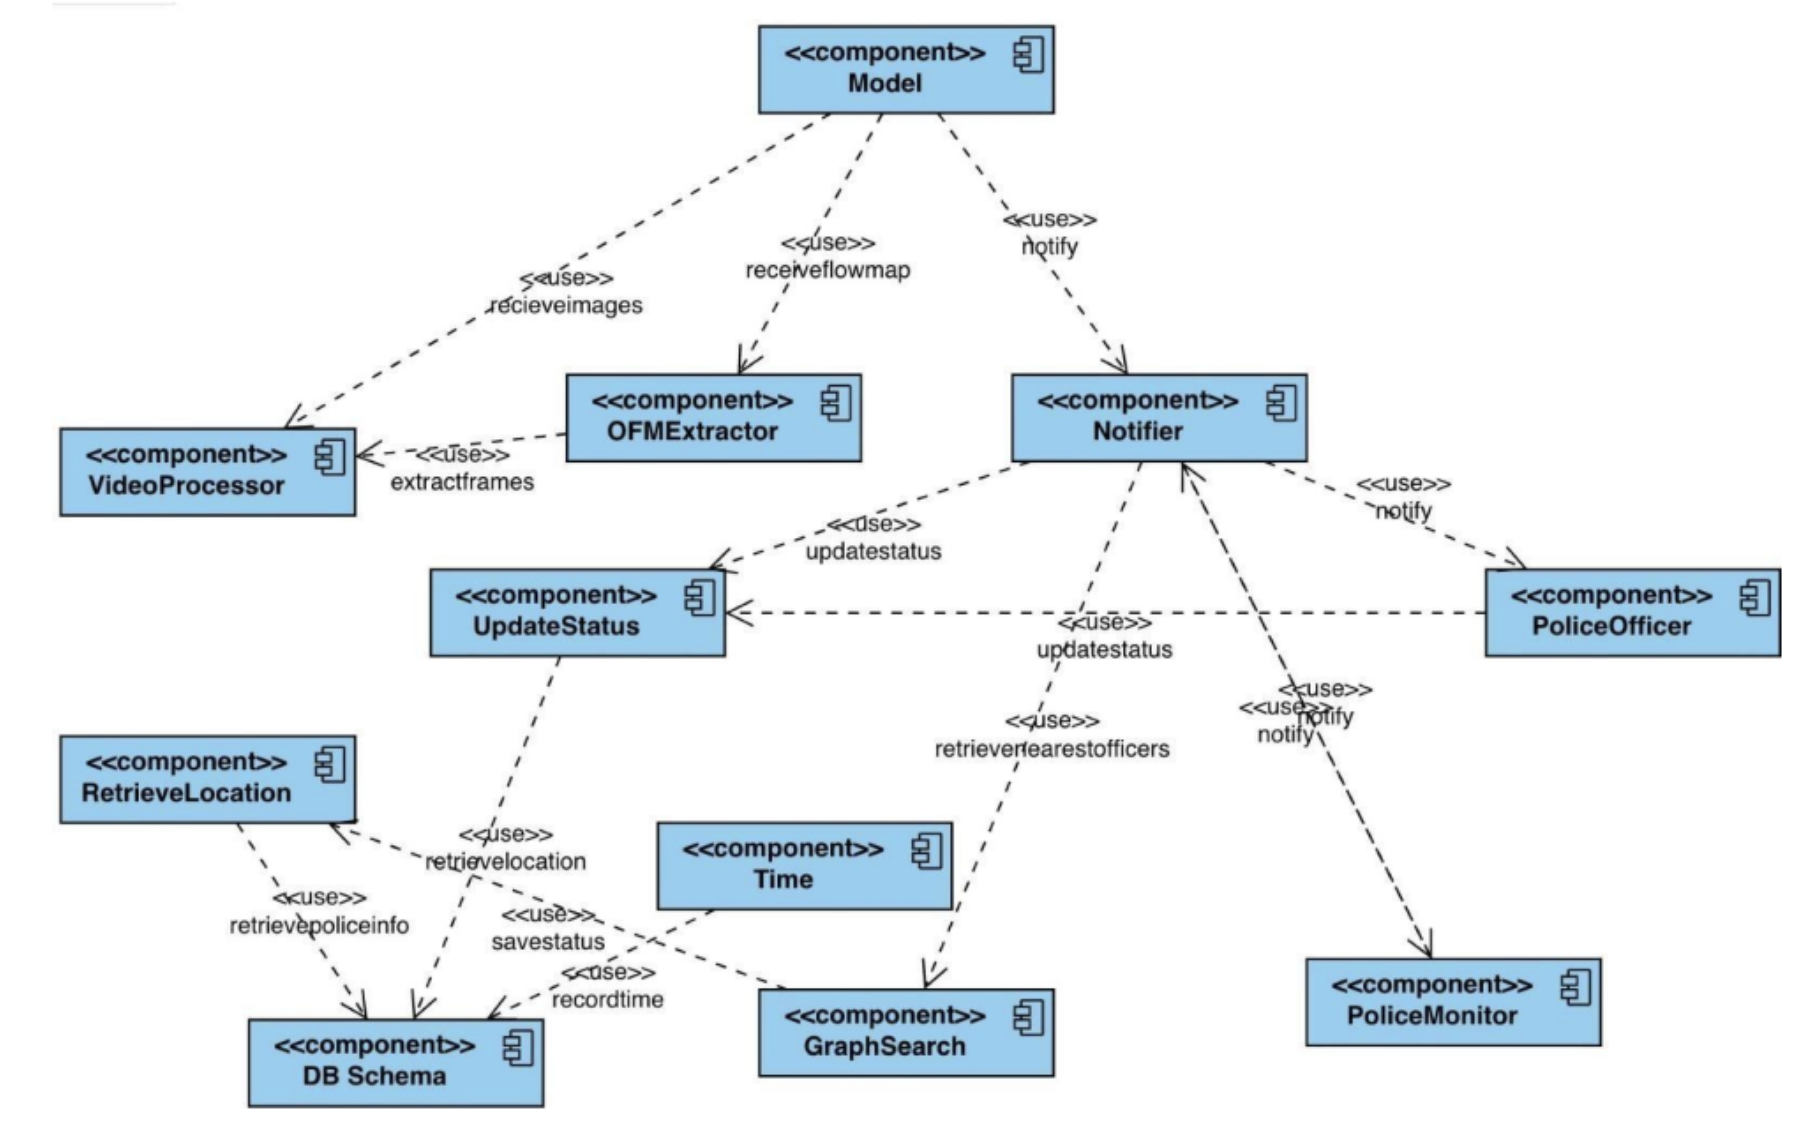 <<component>>
Model
<<use>>
notify
<<use>>
receiveflowmap
<<use>>
recieveimages
<<component>>
OFMExtractor
<<component>>
Notifier
<<component>>
VideoProcessor
<<use>>
extractframes
<<use>>
notify
<<use>>
updatestatus
<<component>>
UpdateStatus
<<component>>
PoliceOfficer
<<use>>
updatestatus
<<use>>
notify
<<use>>
notify
<<use>>
retrievenearestofficers
<<component>>
RetrieveLocation
<<use>>
retrievelocation
<<component>>
Time
<<use>>
retrievepoliceinfo
<<use>>
savestatus
<<use>>
recordtime
<<component>>
PoliceMonitor
<<component>>
GraphSearch
<<component>>
DB Schema